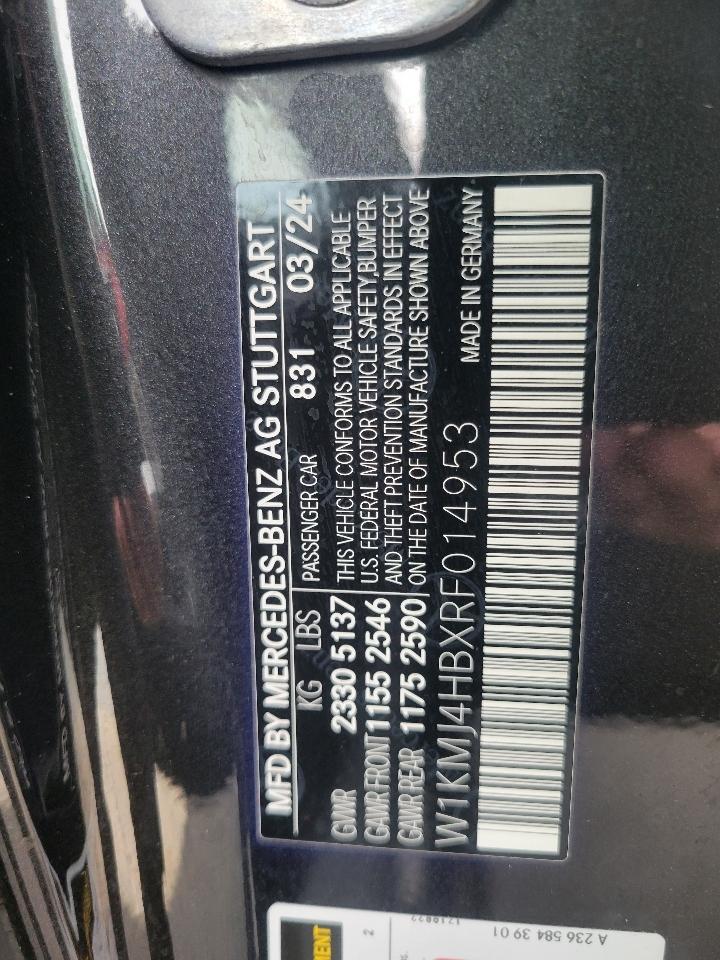 MFD BY MERCEDES-BENZ AG STUTTGART
KG LBS PASSENGER CAR 831 03/24
GVWR 2330 5137
GAWR FRONT 1155 2546
GAWR REAR 1175 2590
THIS VEHICLE CONFORMS TO ALL APPLICABLE
U.S. FEDERAL MOTOR VEHICLE SAFETY,BUMPER
AND THEFT PREVENTION STANDARDS IN EFFECT
ON THE DATE OF MANUFACTURE SHOWN ABOVE
W1KMJ4HBXRF014953
MADE IN GERMANY
A 236 584 39 01
2